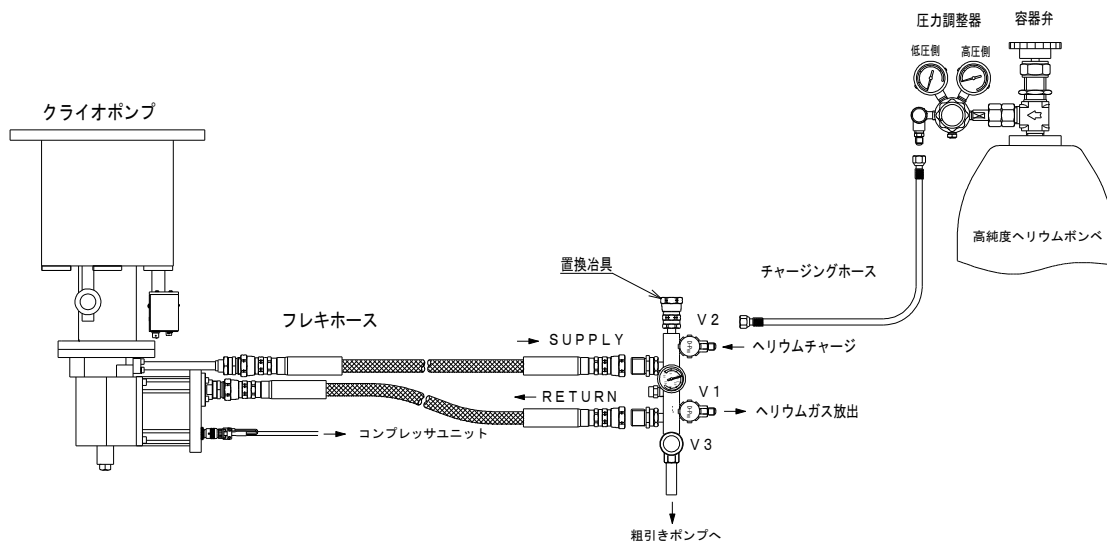 圧力調整器
容器弁
低圧側
高圧側
クライオポンプ
高純度ヘリウムボンベ
置換冶具
チャージングホース
フレキホース
V2
SUPPLY
ヘリウムチャージ
V1
RETURN
ヘリウムガス放出
コンプレッサユニット
V3
粗引きポンプへ